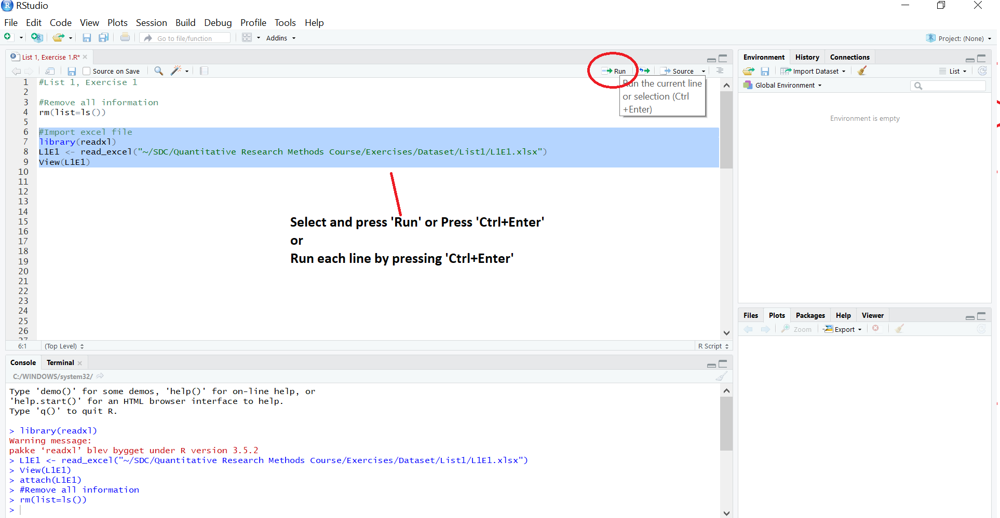 RStudio
File Edit Code View Plots Session Build Debug Profile Tools Help
Go to file/function Addins Project: (None)
List 1, Exercise 1.R*
Source on Save Run Source
Run the current line
or selection (Ctrl
+Enter)
1 #List 1, Exercise 1
2
3 #Remove all information
4 rm(list=ls())
5
6 #Import excel file
7 library(readxl)
8 L1E1 <- read_excel("~/SDC/Quantitative Research Methods Course/Exercises/Dataset/List1/L1E1.xlsx")
9 View(L1E1)
10
11
12
13
14
15
16
17
18
19
20
21
22
23
24
25
26
27
Select and press 'Run' or Press 'Ctrl+Enter'
or
Run each line by pressing 'Ctrl+Enter'
6:1 (Top Level) R Script
Console Terminal
C:/WINDOWS/system32/
Type 'demo()' for some demos, 'help()' for on-line help, or
'help.start()' for an HTML browser interface to help.
Type 'q()' to quit R.
> library(readxl)
Warning message:
pakke ‘readxl’ blev bygget under R version 3.5.2
> L1E1 <- read_excel("~/SDC/Quantitative Research Methods Course/Exercises/Dataset/List1/L1E1.xlsx")
> View(L1E1)
> attach(L1E1)
> #Remove all information
> rm(list=ls())
>
Environment History Connections
Import Dataset List
Global Environment
Environment is empty
Files Plots Packages Help Viewer
Zoom Export